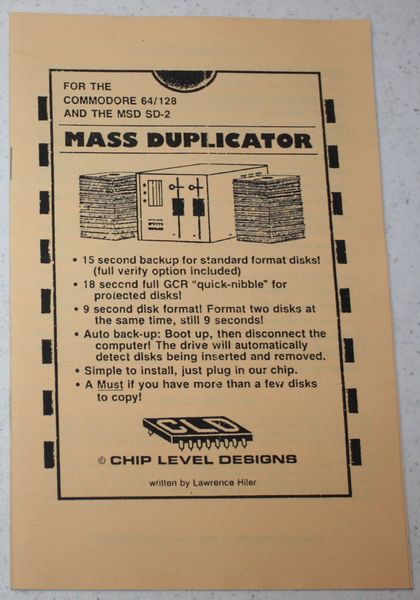 FOR THE
COMMODORE 64/128
AND THE MSD SD-2
MASS DUPLICATOR
• 15 second backup for standard format disks!
(full verify option included)
• 18 second full GCR "quick-nibble" for
protected disks!
• 9 second disk format! Format two disks at
the same time, still 9 seconds!
• Auto back-up: Boot up, then disconnect the
computer! The drive will automatically
detect disks being inserted and removed.
• Simple to install, just plug in our chip.
• A Must if you have more than a few disks
to copy!
CLD
© CHIP LEVEL DESIGNS
written by Lawrence Hiler